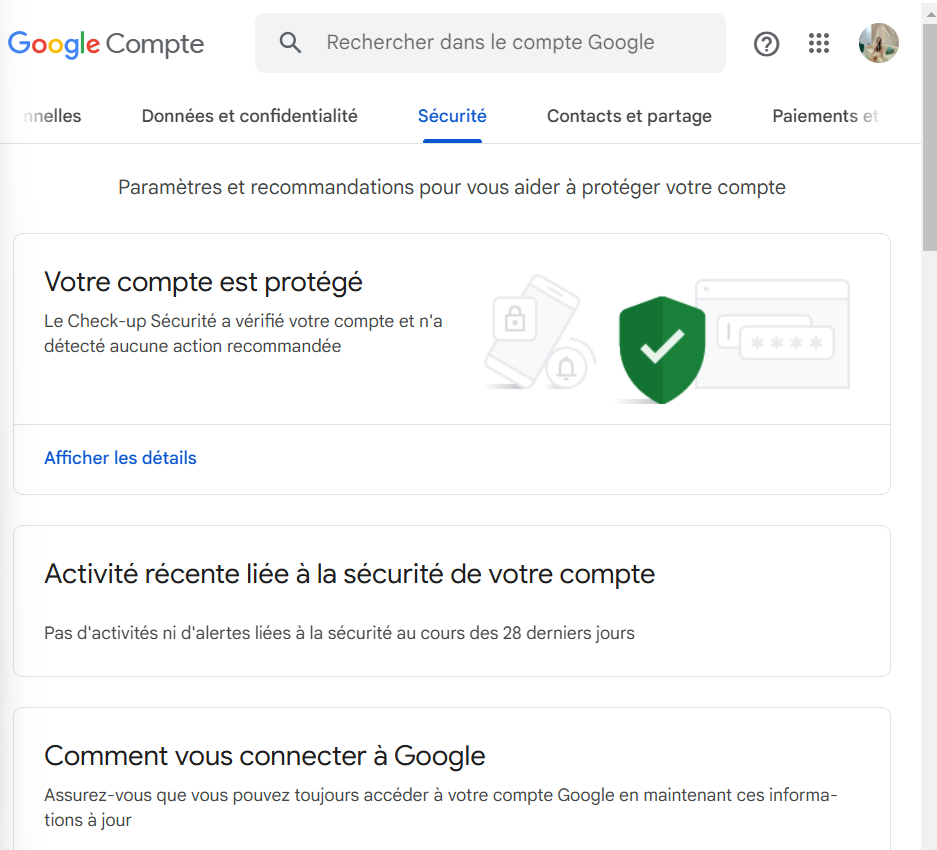 Google Compte
Rechercher dans le compte Google
nnelles
Données et confidentialité
Sécurité
Contacts et partage
Paiements et
Paramètres et recommandations pour vous aider à protéger votre compte
Votre compte est protégé
Le Check-up Sécurité a vérifié votre compte et n'a
détecté aucune action recommandée
****
Afficher les détails
Activité récente liée à la sécurité de votre compte
Pas d'activités ni d'alertes liées à la sécurité au cours des 28 derniers jours
Comment vous connecter à Google
Assurez-vous que vous pouvez toujours accéder à votre compte Google en maintenant ces informa-
tions à jour